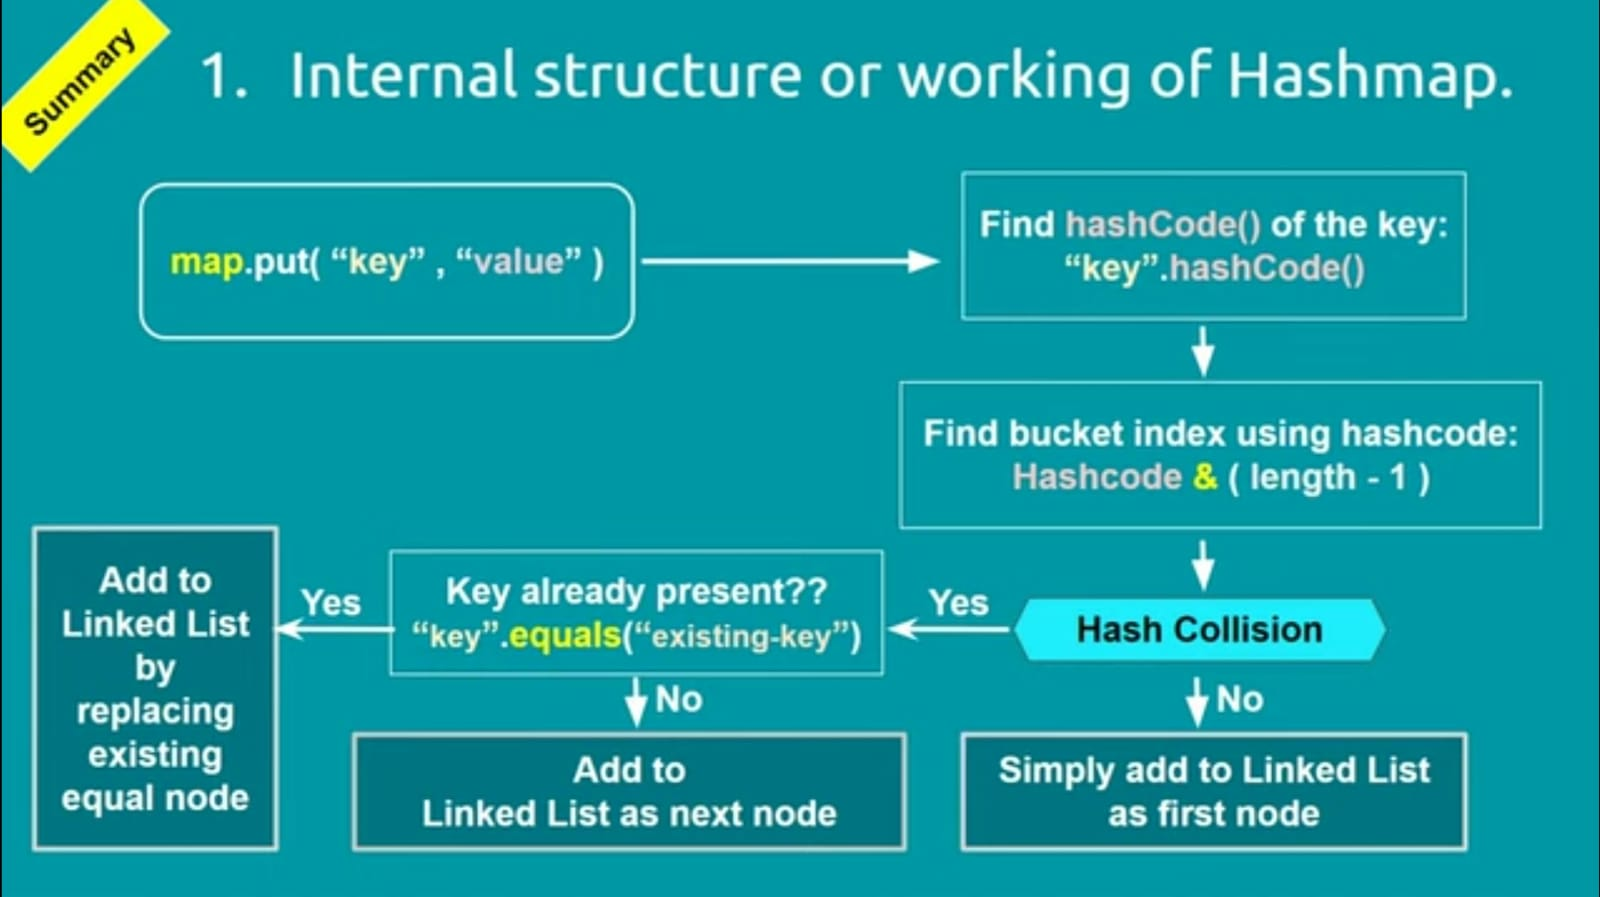 Summary
1. Internal structure or working of Hashmap.
map.put( “key” , “value” )
Find hashCode() of the key:
“key”.hashCode()
Find bucket index using hashcode:
Hashcode & ( length - 1 )
Hash Collision
Yes
Key already present??
“key”.equals(“existing-key”)
Yes
Add to
Linked List
by
replacing
existing
equal node
No
Add to
Linked List as next node
No
Simply add to Linked List
as first node